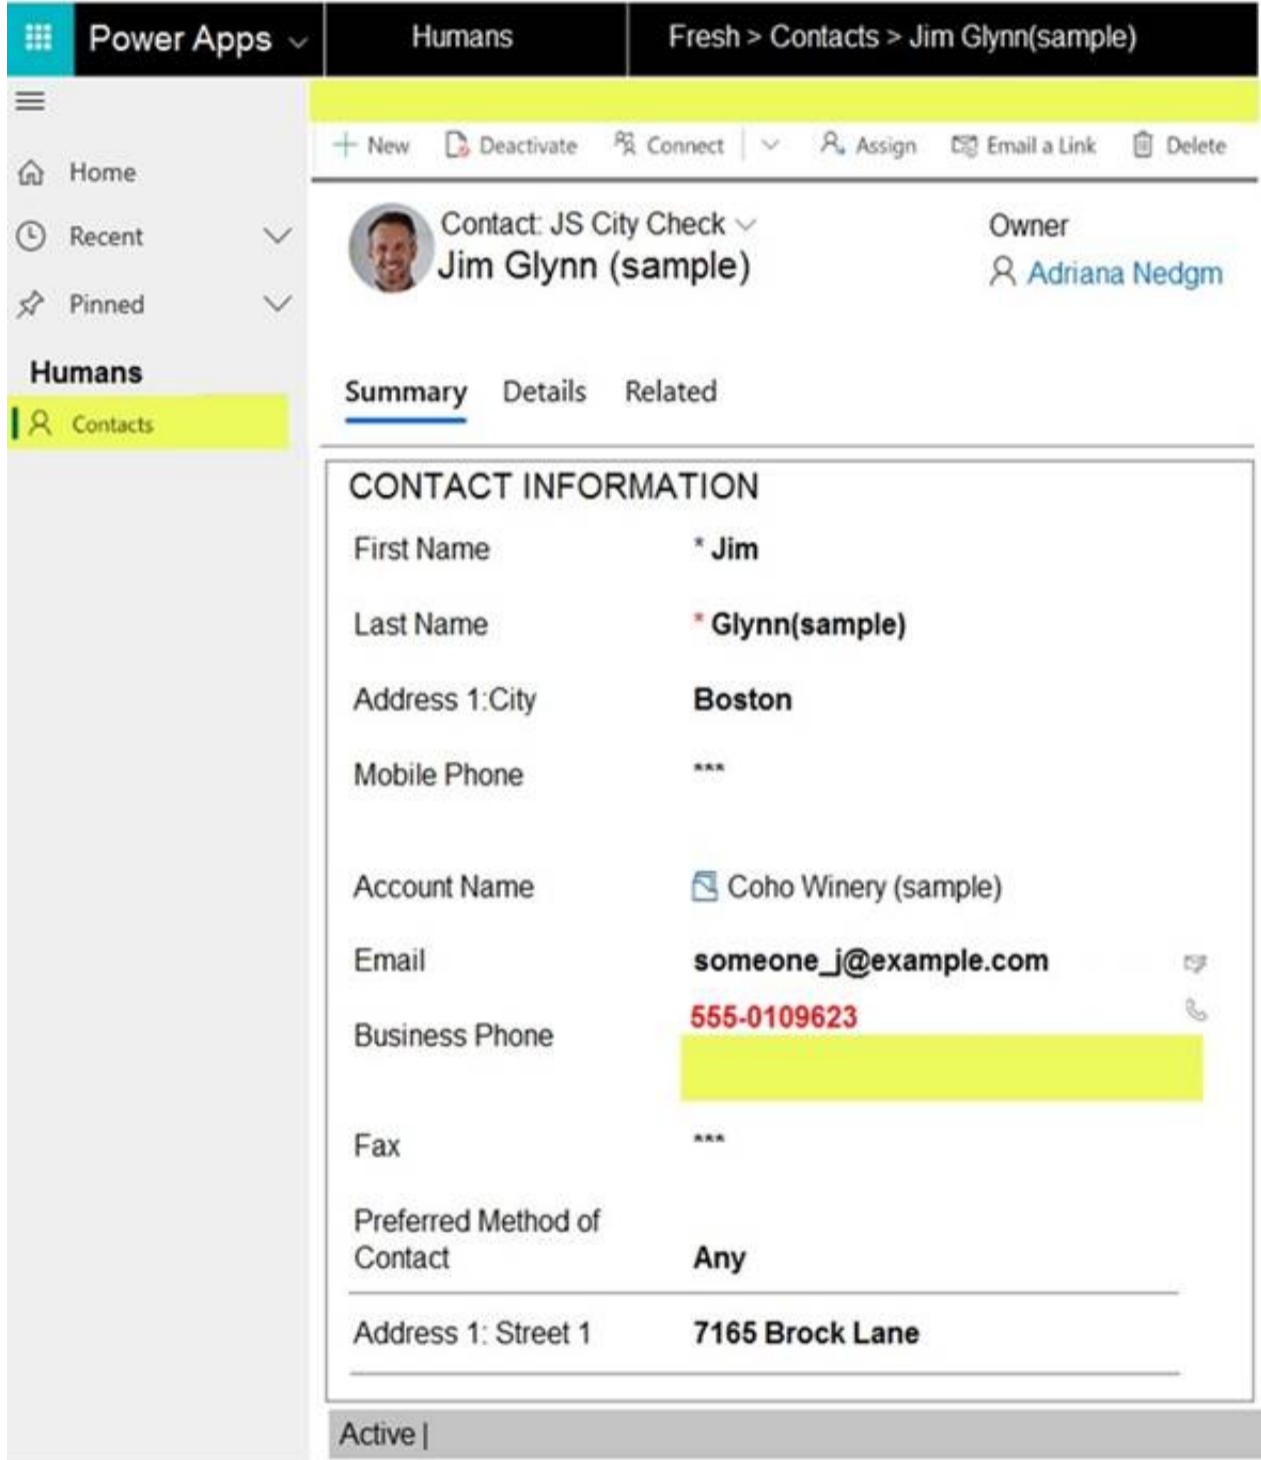 Power Apps
Humans
Fresh > Contacts > Jim Glynn(sample)
New
Deactivate
Connect
Assign
Email a Link
Delete
Home
Recent
Pinned
Humans
Contacts
Contact: JS City Check
Jim Glynn (sample)
Owner
Adriana Nedgm
Summary
Details
Related
CONTACT INFORMATION
First Name * Jim
Last Name * Glynn(sample)
Address 1:City Boston
Mobile Phone ***
Account Name Coho Winery (sample)
Email someone_j@example.com
Business Phone 555-0109623
Fax ***
Preferred Method of
Contact Any
Address 1: Street 1 7165 Brock Lane
Active |